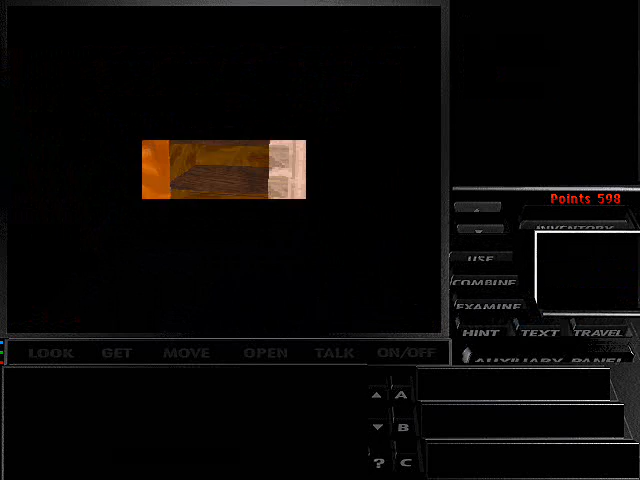 Points 598
INVENTORY
USE
COMBINE
EXAMINE
HINT TEXT TRAVEL
LOOK GET MOVE OPEN TALK ON/OFF
AUXILIARY PANEL
A
B
? C